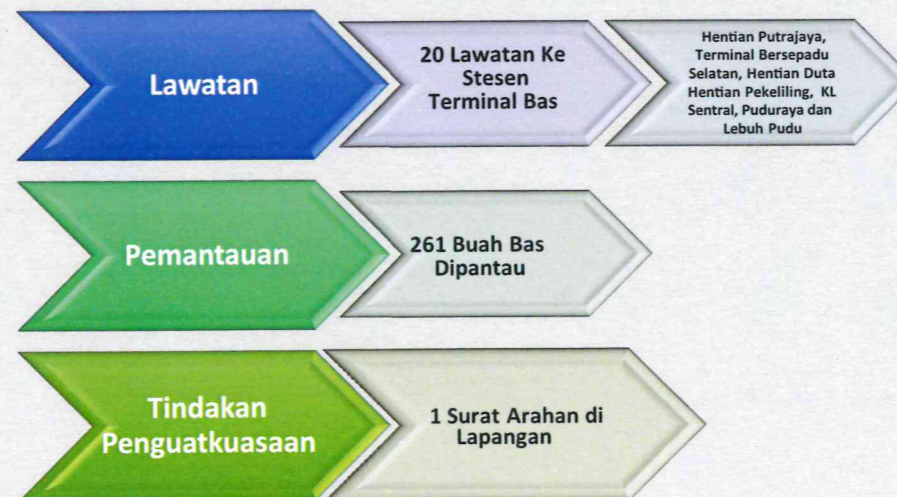 Lawatan
20 Lawatan Ke
Stesen
Terminal Bas
Hentian Putrajaya,
Terminal Bersepadu
Selatan, Hentian Duta
Hentian Pekeliling, KL
Sentral, Puduraya dan
Lebuh Pudu
Pemantauan
261 Buah Bas
Dipantau
Tindakan
Penguatkuasaan
1 Surat Arahan di
Lapangan